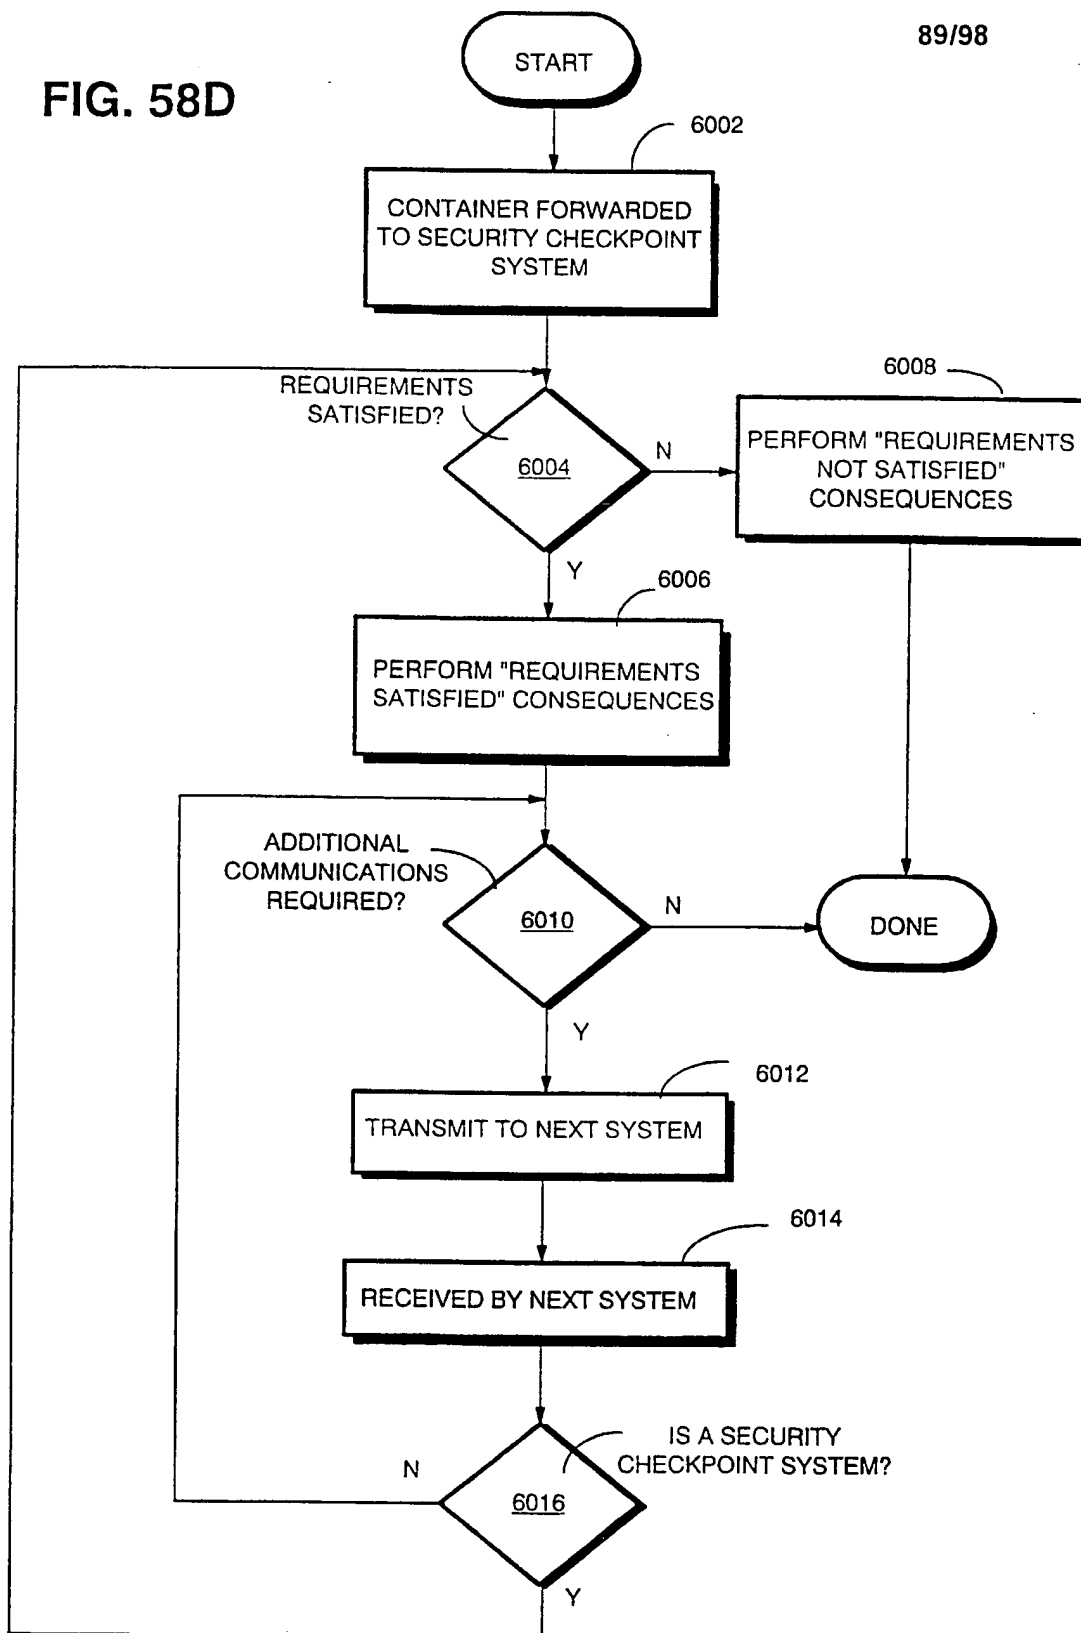 89/98
FIG. 58D
START
6002
CONTAINER FORWARDED
TO SECURITY CHECKPOINT
SYSTEM
REQUIREMENTS
SATISFIED?
6004
N
Y
6008
PERFORM "REQUIREMENTS
NOT SATISFIED"
CONSEQUENCES
6006
PERFORM "REQUIREMENTS
SATISFIED" CONSEQUENCES
ADDITIONAL
COMMUNICATIONS
REQUIRED?
6010
N
DONE
Y
6012
TRANSMIT TO NEXT SYSTEM
6014
RECEIVED BY NEXT SYSTEM
IS A SECURITY
CHECKPOINT SYSTEM?
N
6016
Y